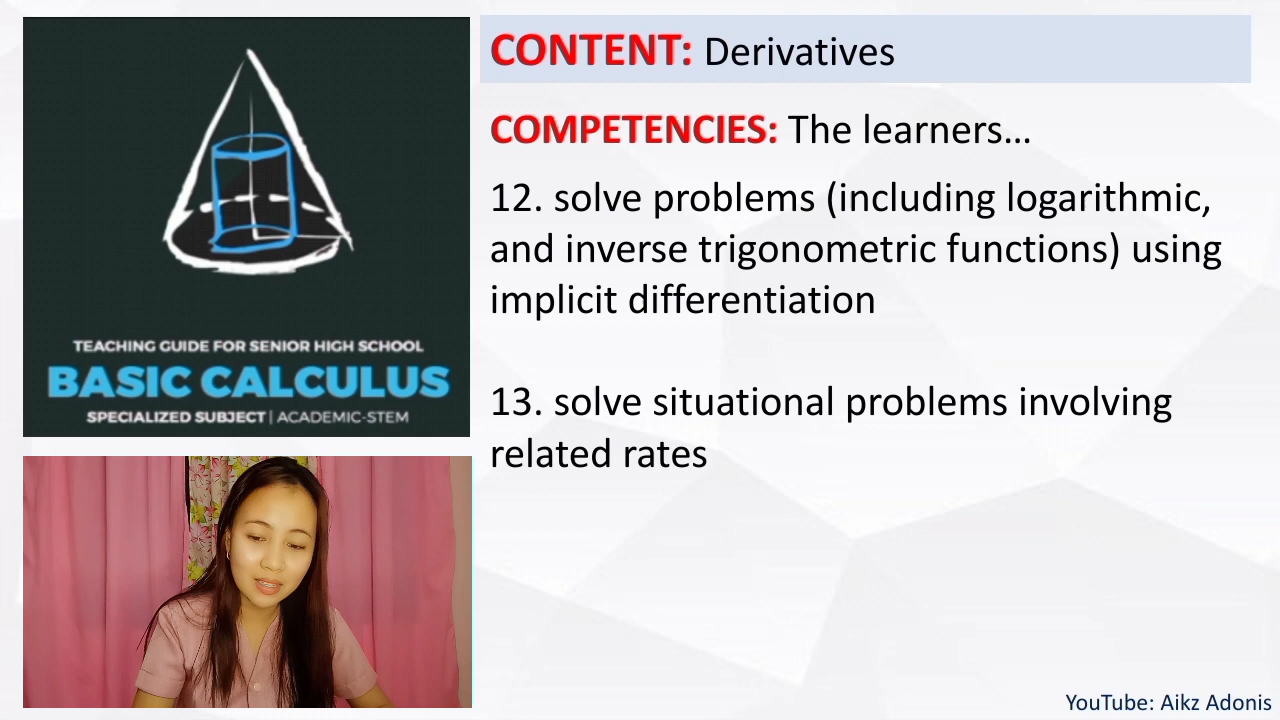 CONTENT: Derivatives
COMPETENCIES: The learners…
12. solve problems (including logarithmic,
and inverse trigonometric functions) using
implicit differentiation
13. solve situational problems involving
related rates
TEACHING GUIDE FOR SENIOR HIGH SCHOOL
BASIC CALCULUS
SPECIALIZED SUBJECT | ACADEMIC-STEM
YouTube: Aikz Adonis